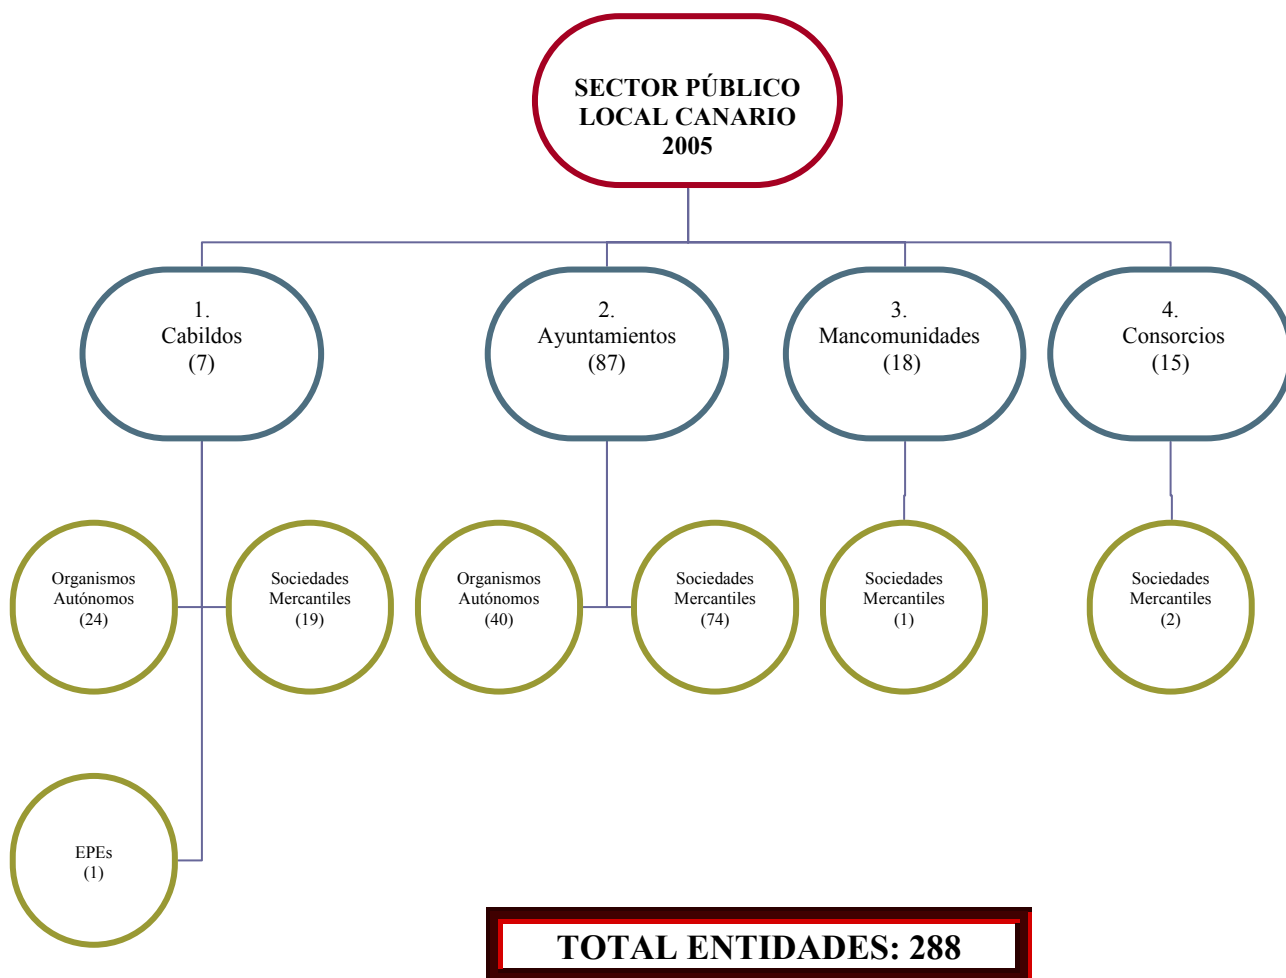 SECTOR PÚBLICO
LOCAL CANARIO
2005
1.
Cabildos
(7)
2.
Ayuntamientos
(87)
3.
Mancomunidades
(18)
4.
Consorcios
(15)
Organismos
Autónomos
(24)
Sociedades
Mercantiles
(19)
Organismos
Autónomos
(40)
Sociedades
Mercantiles
(74)
Sociedades
Mercantiles
(1)
Sociedades
Mercantiles
(2)
EPEs
(1)
TOTAL ENTIDADES: 288